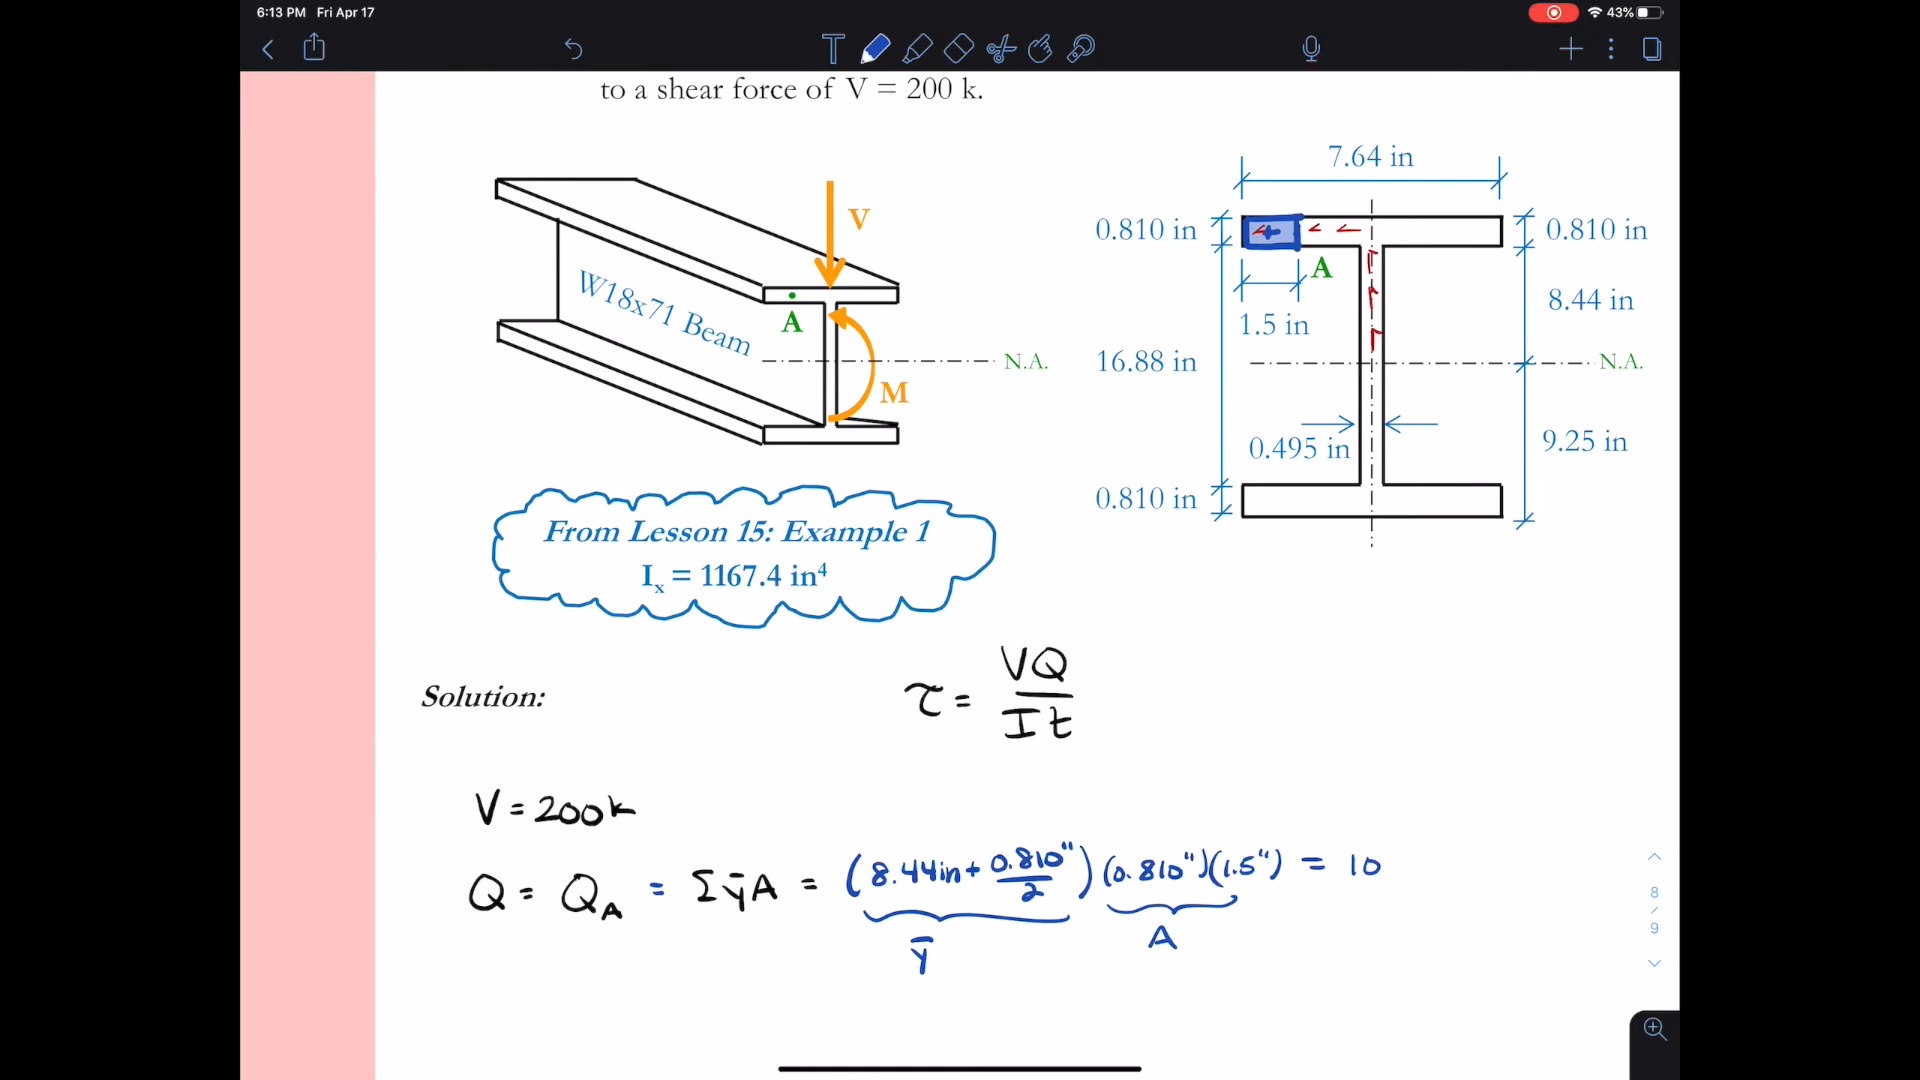 6:13 PM Fri Apr 17
43%
to a shear force of V = 200 k.
7.64 in
V
0.810 in
0.810 in
A
W18x71 Beam
A
8.44 in
1.5 in
N.A.
16.88 in
N.A.
M
0.495 in
9.25 in
0.810 in
From Lesson 15: Example 1
Iₓ = 1167.4 in⁴
Solution:
τ = VQ / It
V = 200k
Q = Q_A = ΣȳA = (8.44in + 0.810"/2) (0.810")(1.5") = 10
ȳ
A
8 / 9